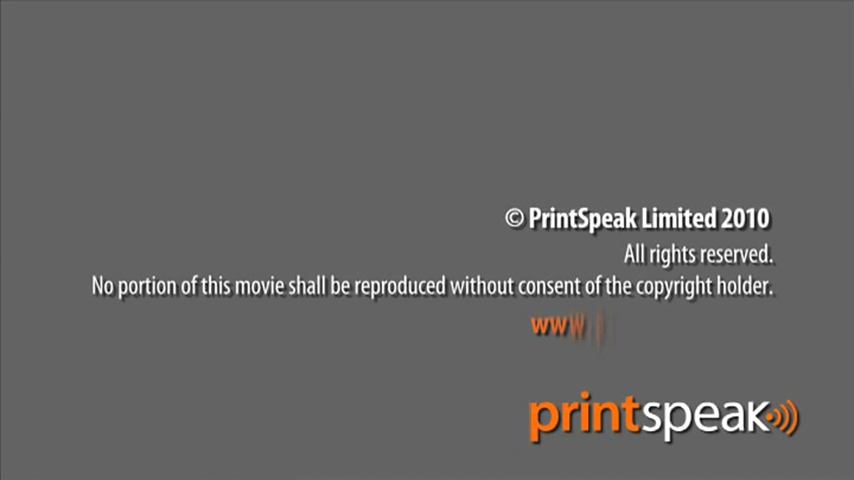 © PrintSpeak Limited 2010
All rights reserved.
No portion of this movie shall be reproduced without consent of the copyright holder.
www
printspeak